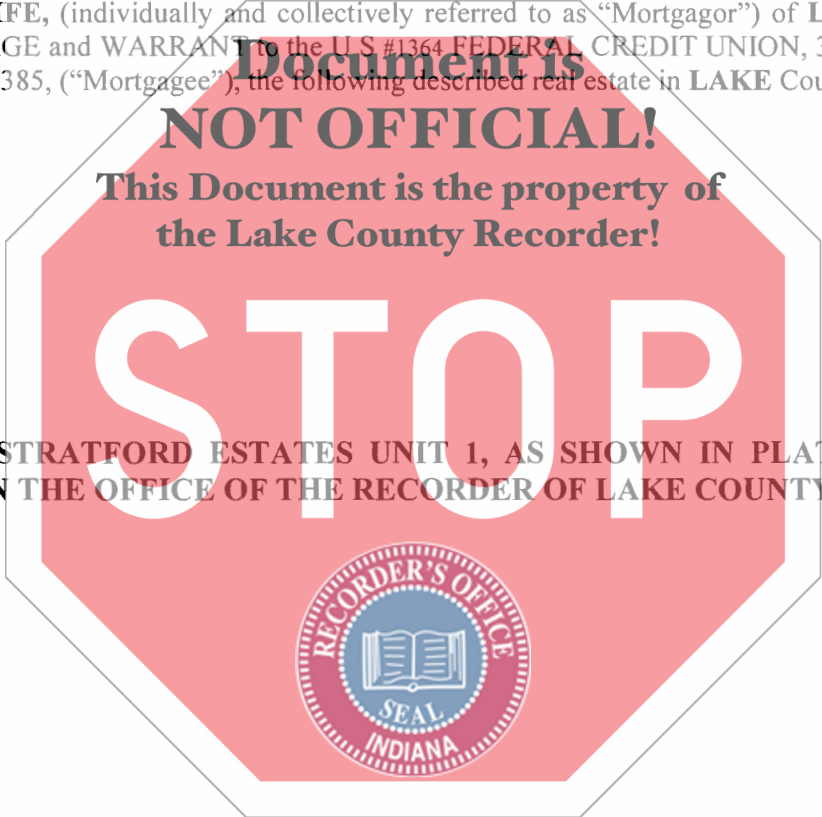 IFE, (individually and collectively referred to as “Mortgagor”) of L
GE and WARRANT to the U S #1364 FEDERAL CREDIT UNION, 3
385, (“Mortgagee”), the following described real estate in LAKE Cou
Document is
NOT OFFICIAL!
This Document is the property of
the Lake County Recorder!
STOP
STRATFORD ESTATES UNIT 1, AS SHOWN IN PLAT
N THE OFFICE OF THE RECORDER OF LAKE COUNTY
RECORDER'S OFFICE
SEAL
INDIANA